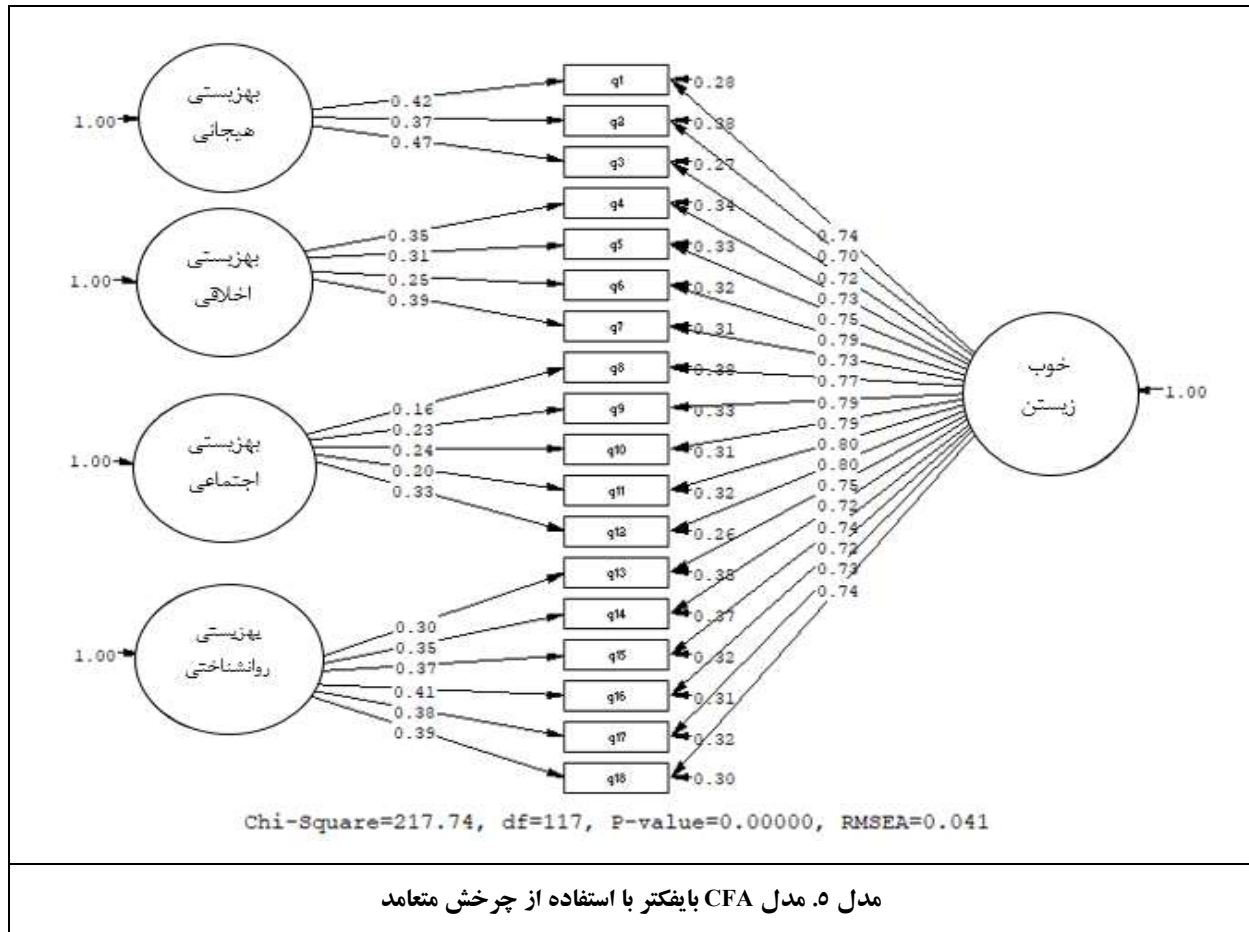 بهزیستی
هیجانی
1.00
بهزیستی
اخلاقی
1.00
بهزیستی
اجتماعی
1.00
بهزیستی
روانشناختی
1.00
0.42
0.37
0.47
0.35
0.31
0.25
0.39
0.16
0.23
0.24
0.20
0.33
0.30
0.35
0.37
0.41
0.38
0.39
q1
q2
q3
q4
q5
q6
q7
q8
q9
q10
q11
q12
q13
q14
q15
q16
q17
q18
0.28
0.38
0.27
0.34
0.33
0.32
0.31
0.38
0.33
0.31
0.32
0.26
0.35
0.37
0.32
0.31
0.32
0.30
0.74
0.70
0.72
0.73
0.75
0.79
0.73
0.77
0.79
0.79
0.80
0.80
0.75
0.72
0.74
0.72
0.73
0.74
خوب
زیستن
1.00
Chi-Square=217.74, df=117, P-value=0.00000, RMSEA=0.041
مدل ۵. مدل CFA بایفکتر با استفاده از چرخش متعامد